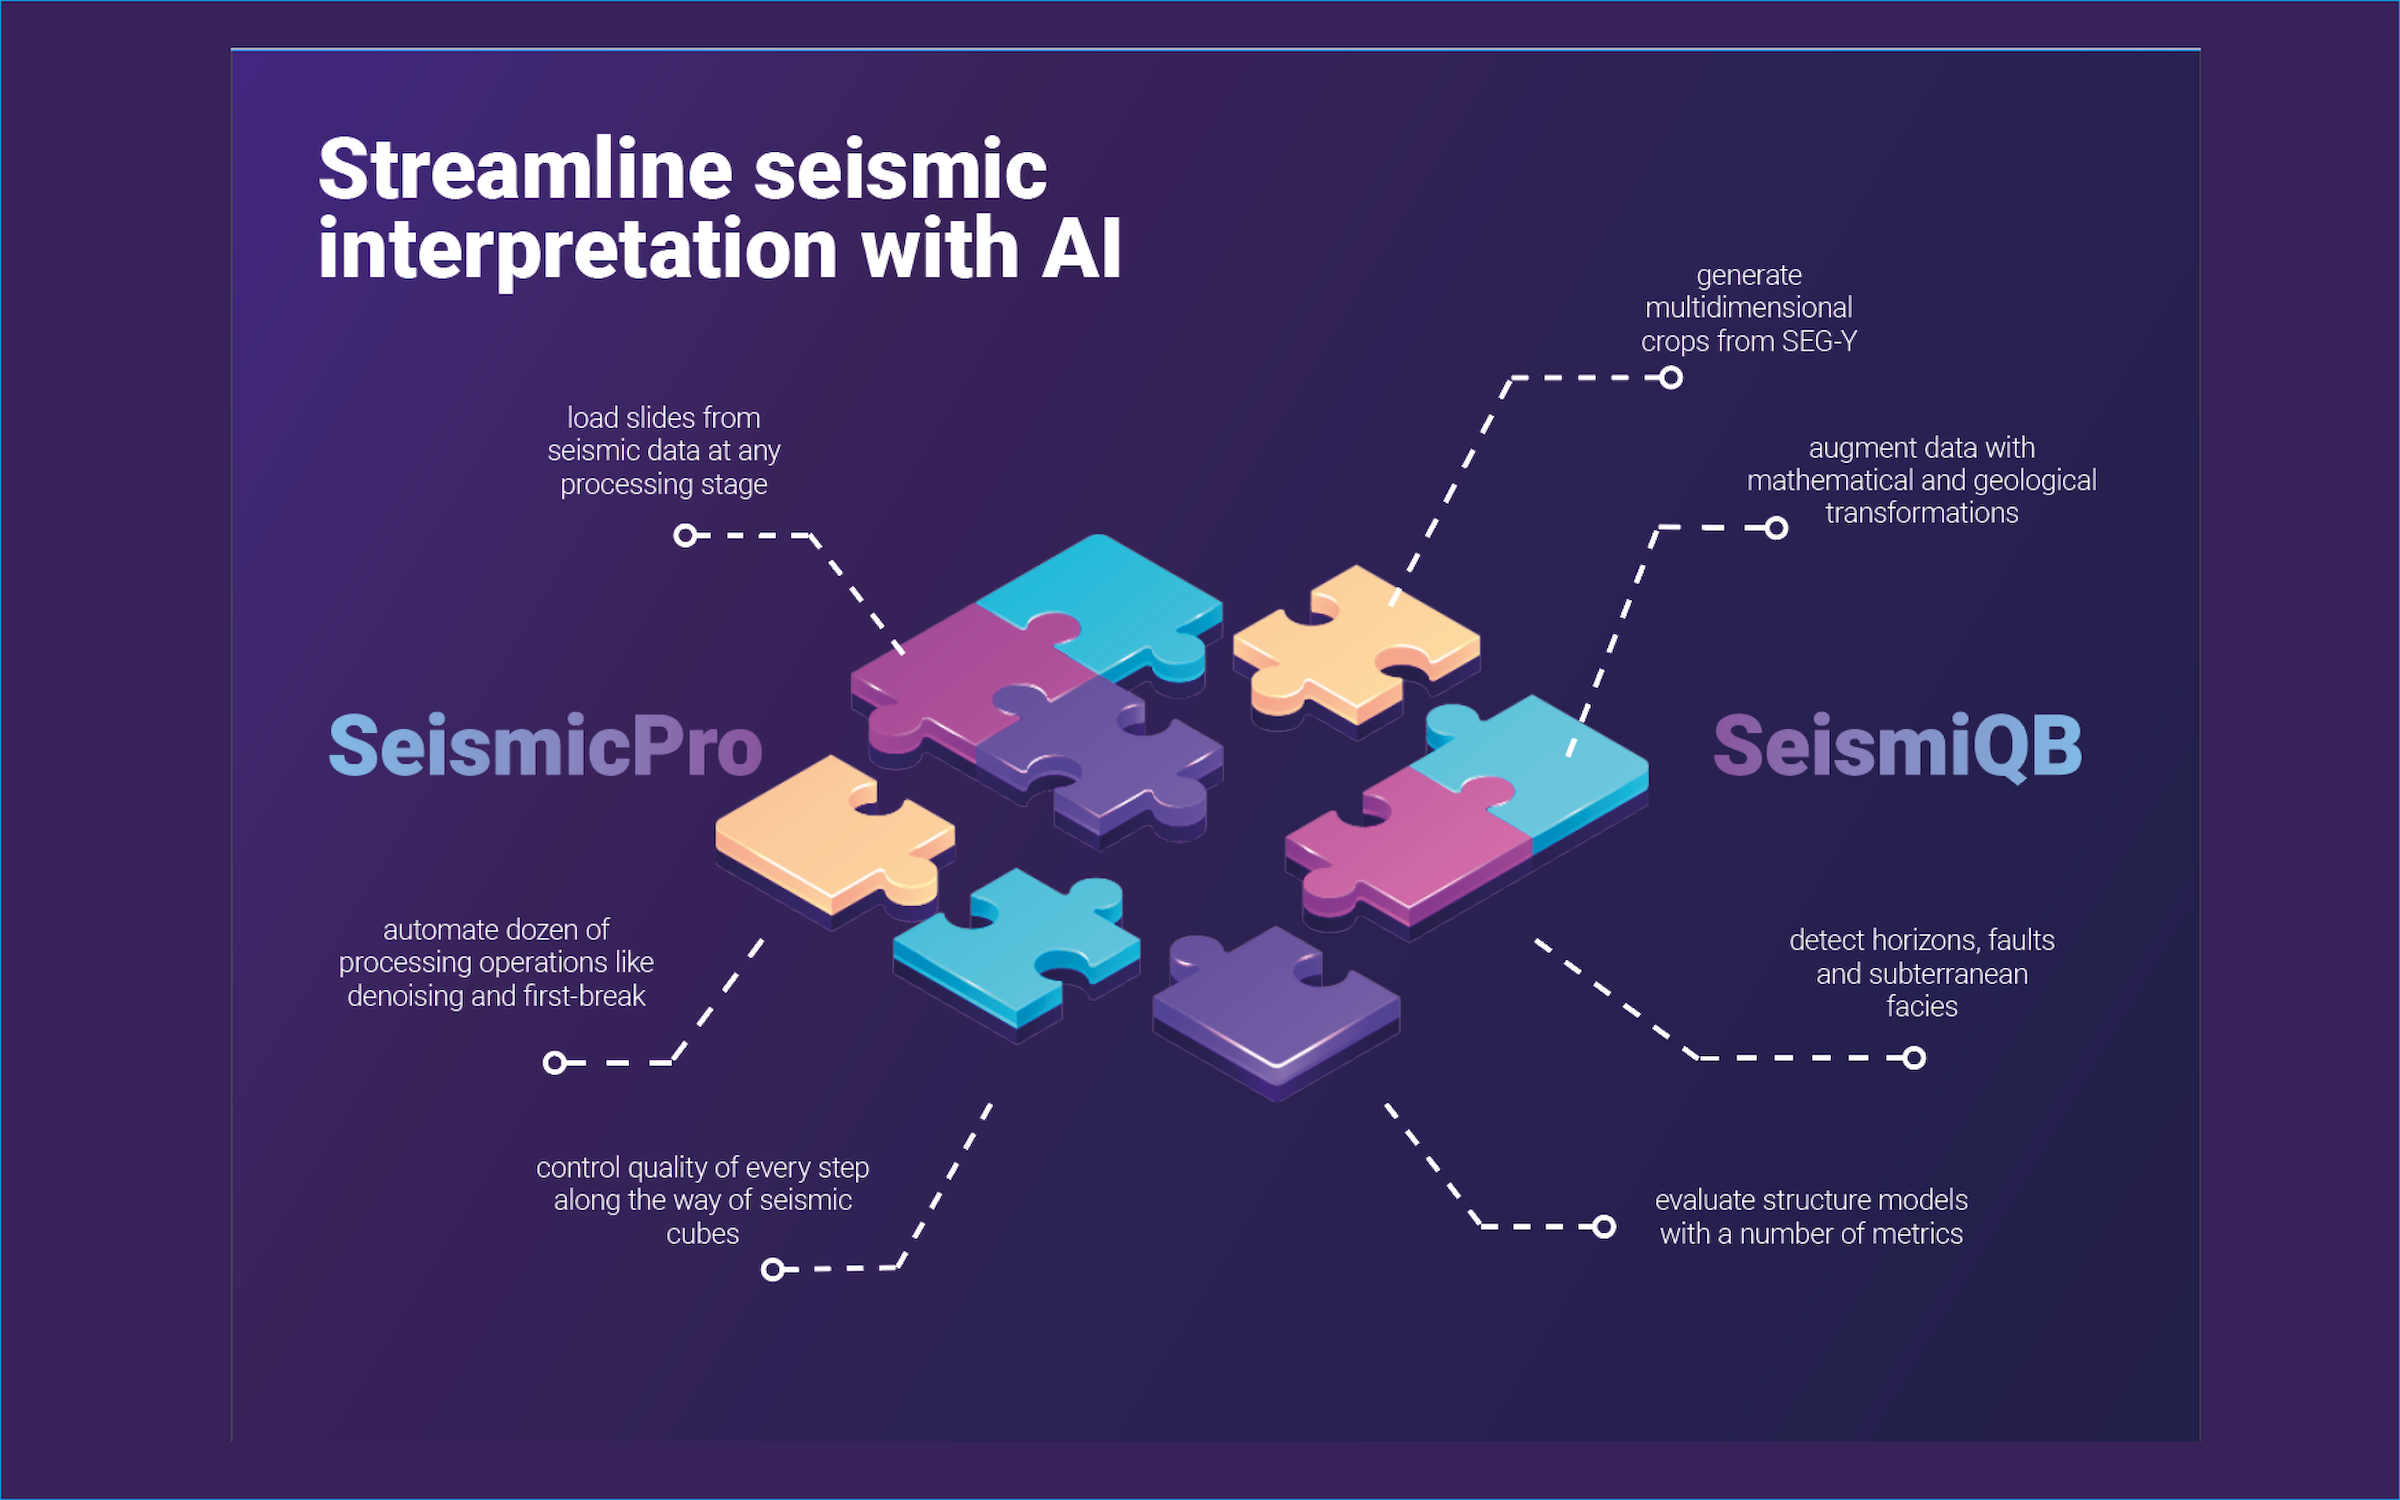 Streamline seismic
interpretation with AI
load slides from
seismic data at any
processing stage
SeismicPro
automate dozen of
processing operations like
denoising and first-break
control quality of every step
along the way of seismic
cubes
generate
multidimensional
crops from SEG-Y
augment data with
mathematical and geological
transformations
SeismiQB
detect horizons, faults
and subterranean
facies
evaluate structure models
with a number of metrics